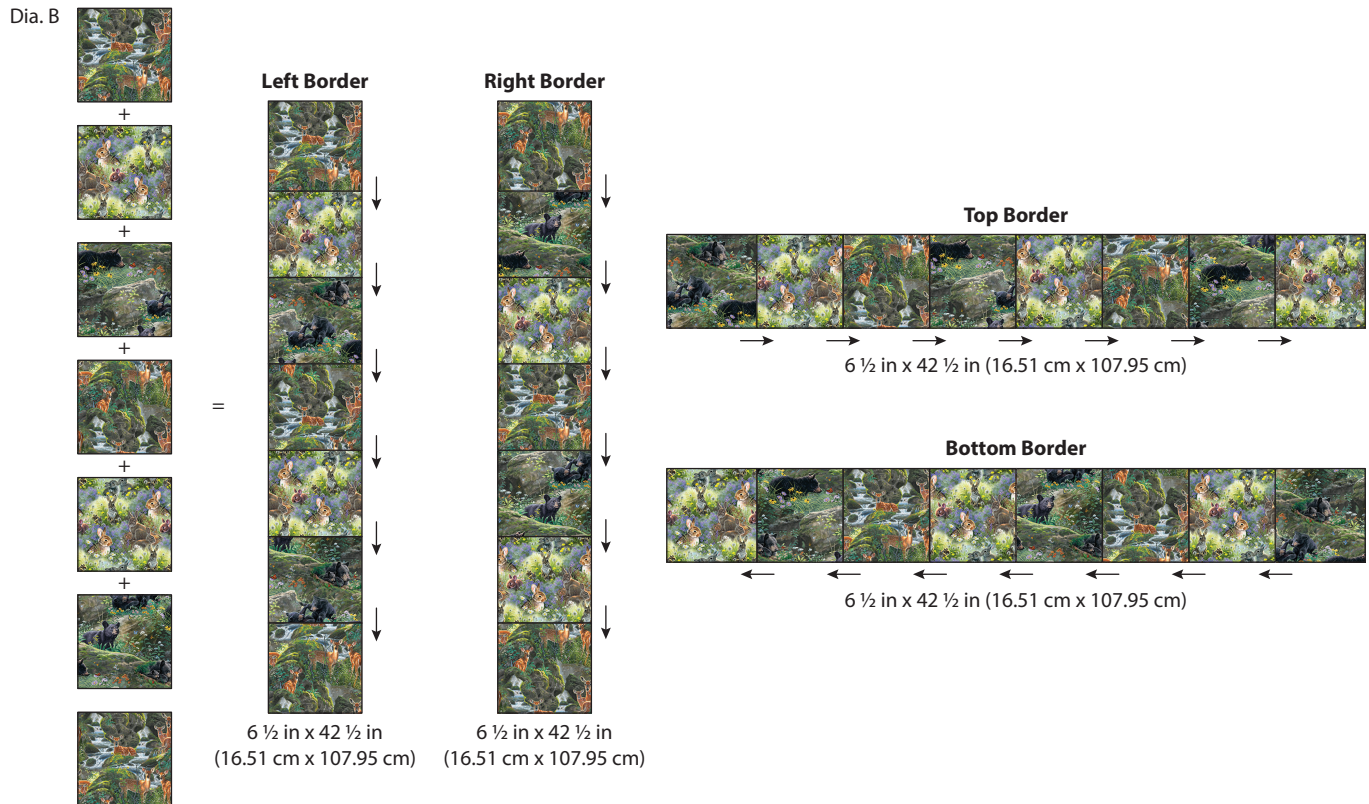 Dia. B
+
+
+
+
+
=
Left Border
6 ½ in x 42 ½ in
(16.51 cm x 107.95 cm)
Right Border
6 ½ in x 42 ½ in
(16.51 cm x 107.95 cm)
Top Border
6 ½ in x 42 ½ in (16.51 cm x 107.95 cm)
Bottom Border
6 ½ in x 42 ½ in (16.51 cm x 107.95 cm)